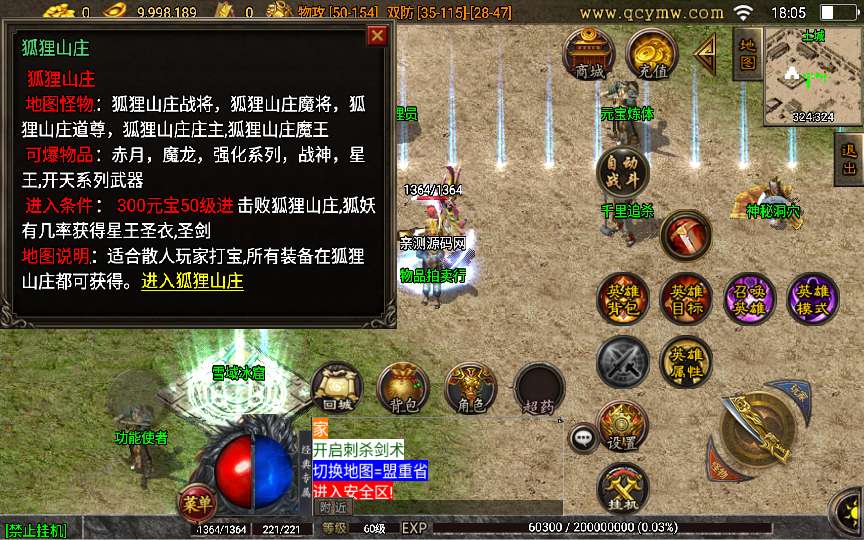 0 9,998,189 0 物攻 [50-154] 双防 [35-115]-[28-47] www.qcymw.com 18:05
狐狸山庄
狐狸山庄
地图怪物：狐狸山庄战将，狐狸山庄魔将，狐
狸山庄道尊，狐狸山庄庄主,狐狸山庄魔王
可爆物品：赤月，魔龙，强化系列，战神，星
王,开天系列武器
进入条件： 300元宝50级进 击败狐狸山庄,狐妖
有几率获得星王圣衣,圣剑
地图说明：适合散人玩家打宝,所有装备在狐狸
山庄都可获得。进入狐狸山庄
商城
充值
地图
土城
324:324
退出
理员
元宝炼体
自动
战斗
1364/1364
千里追杀
神秘洞穴
亲测源码网
物品拍卖行
英雄
背包
英雄
目标
召唤
英雄
英雄
模式
英雄
属性
雪域冰窟
功能使者
回城
背包
角色
超药
玩家
怪物
设置
挂机
菜单
经典专属
家
开启刺杀剑术
切换地图=盟重省
进入安全区!
附近
[禁止挂机]
1364/1364 221/221 等级 60级 EXP 60300 / 200000000 (0.03%)